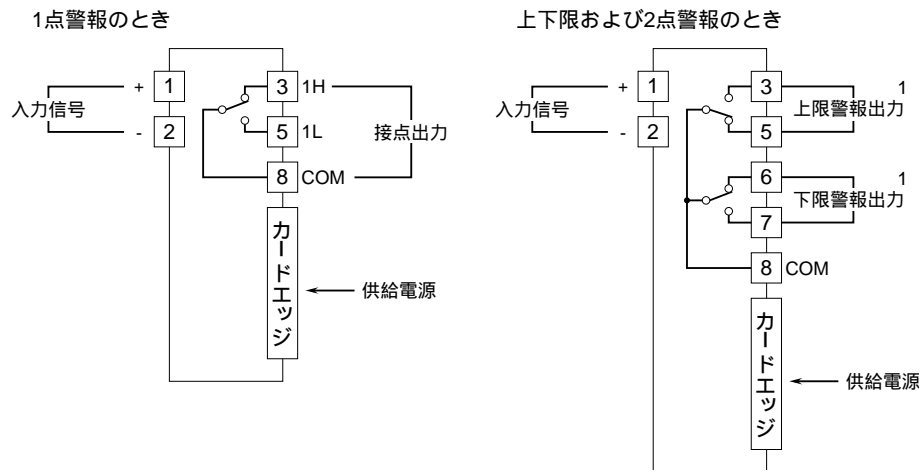 1点警報のとき
入力信号
+
-
1
2
3
1H
5
1L
8
COM
接点出力
カードエッジ
供給電源
上下限および2点警報のとき
入力信号
+
-
1
2
3
5
1
上限警報出力
6
7
1
下限警報出力
8
COM
カードエッジ
供給電源